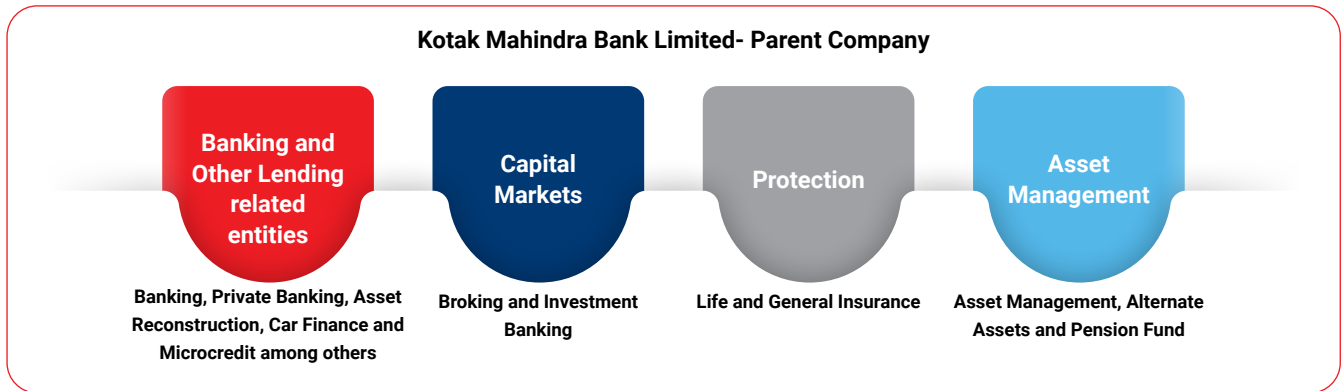 Kotak Mahindra Bank Limited- Parent Company
Banking and
Other Lending
related
entities
Banking, Private Banking, Asset
Reconstruction, Car Finance and
Microcredit among others
Capital
Markets
Broking and Investment
Banking
Protection
Life and General Insurance
Asset
Management
Asset Management, Alternate
Assets and Pension Fund